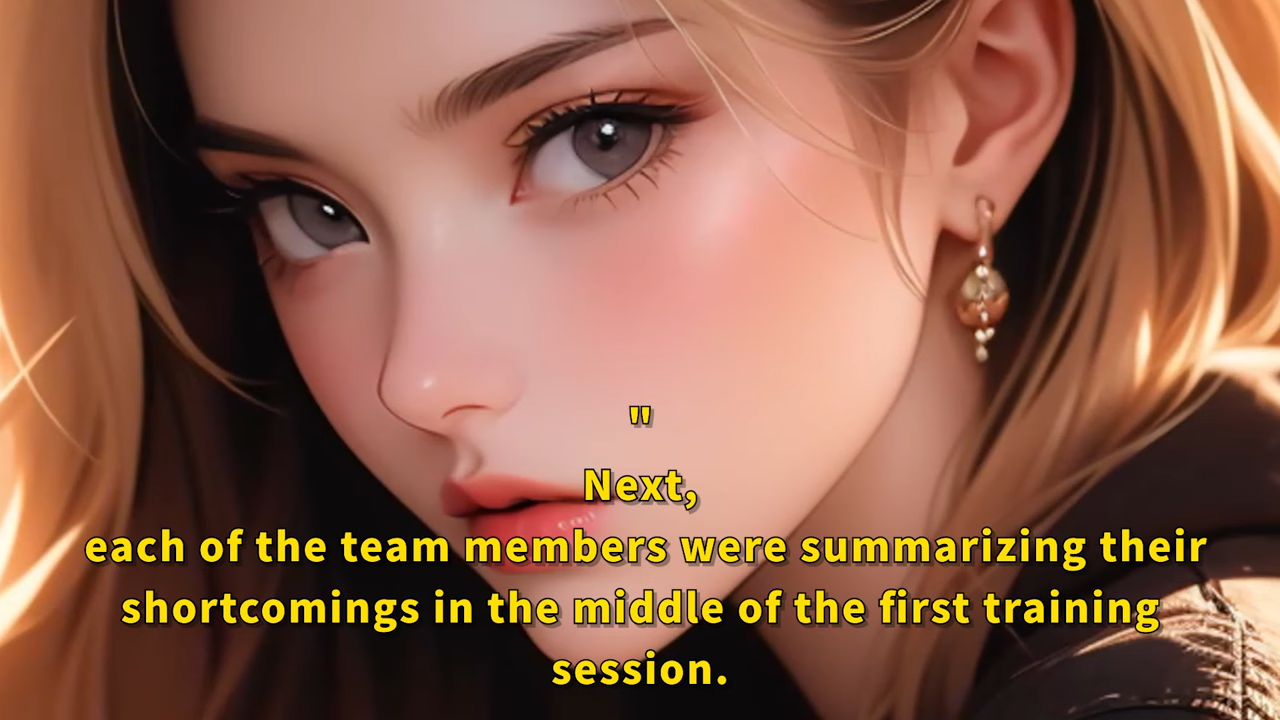 "
Next,
each of the team members were summarizing their
shortcomings in the middle of the first training
session.